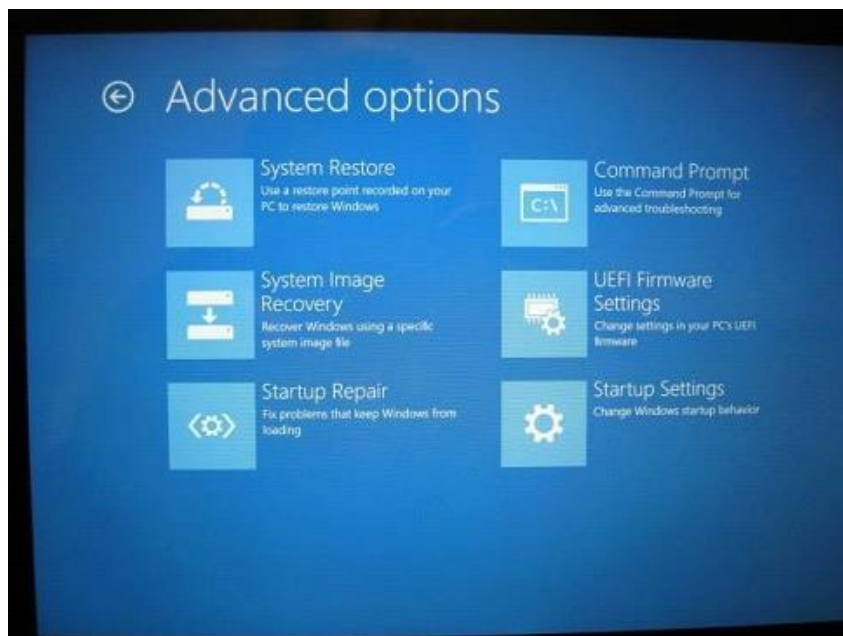 Advanced options
System Restore
Use a restore point recorded on your
PC to restore Windows
Command Prompt
Use the Command Prompt for
advanced troubleshooting
C:\
System Image
Recovery
Recover Windows using a specific
system image file
UEFI Firmware
Settings
Change settings in your PC's UEFI
firmware
Startup Repair
Fix problems that keep Windows from
loading
Startup Settings
Change Windows startup behavior